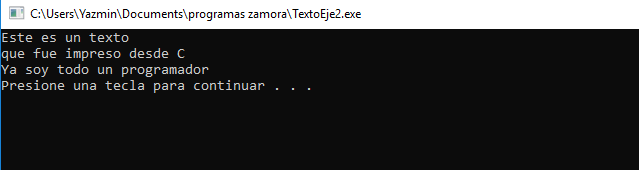 C:\Users\Yazmin\Documents\programas zamora\TextoEje2.exe
Este es un texto
que fue impreso desde C
Ya soy todo un programador
Presione una tecla para continuar . . .